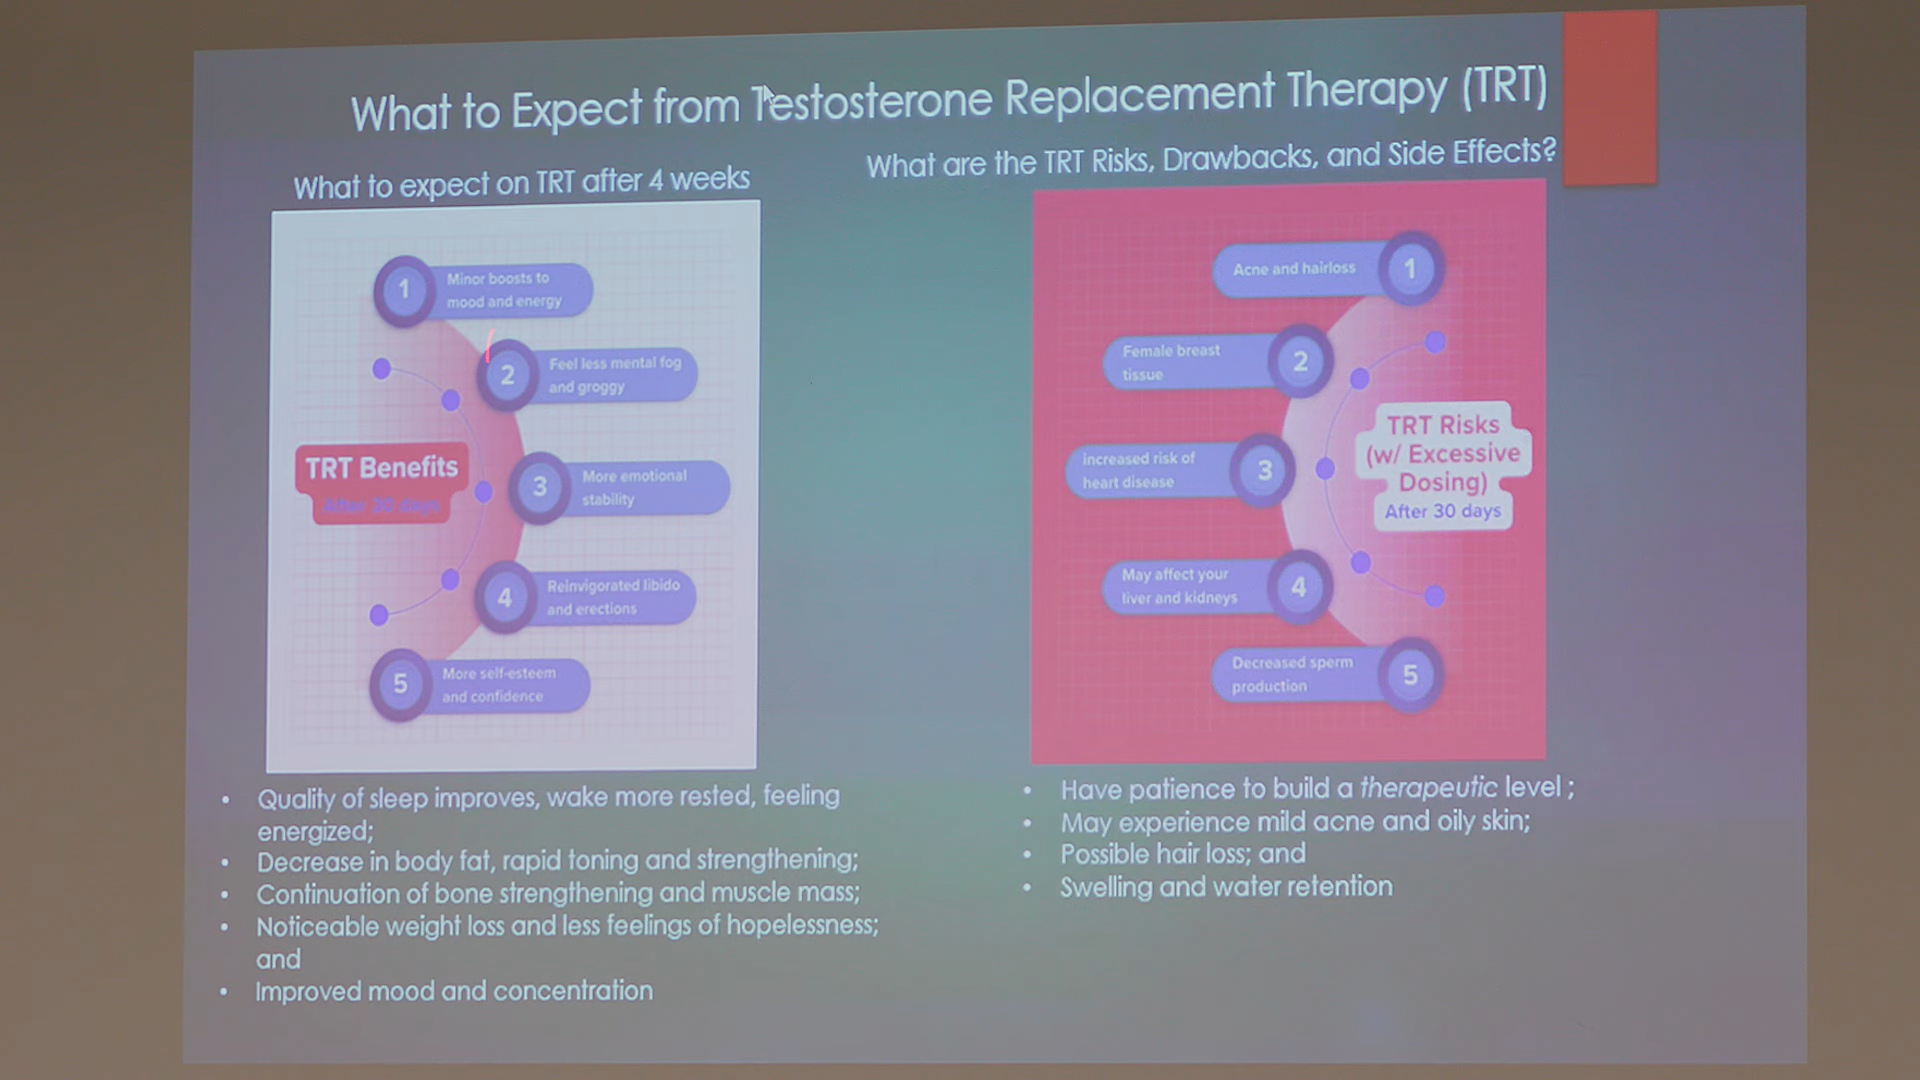 What to Expect from Testosterone Replacement Therapy (TRT)
What to expect on TRT after 4 weeks
1
Minor boosts to
mood and energy
2
Feel less mental fog
and groggy
TRT Benefits
After 30 days
3
More emotional
stability
4
Reinvigorated libido
and erections
5
More self-esteem
and confidence
• Quality of sleep improves, wake more rested, feeling
energized;
• Decrease in body fat, rapid toning and strengthening;
• Continuation of bone strengthening and muscle mass;
• Noticeable weight loss and less feelings of hopelessness;
and
• Improved mood and concentration
What are the TRT Risks, Drawbacks, and Side Effects?
Acne and hairloss
1
Female breast
tissue
2
increased risk of
heart disease
3
TRT Risks
(w/ Excessive
Dosing)
After 30 days
May affect your
liver and kidneys
4
Decreased sperm
production
5
• Have patience to build a therapeutic level ;
• May experience mild acne and oily skin;
• Possible hair loss; and
• Swelling and water retention